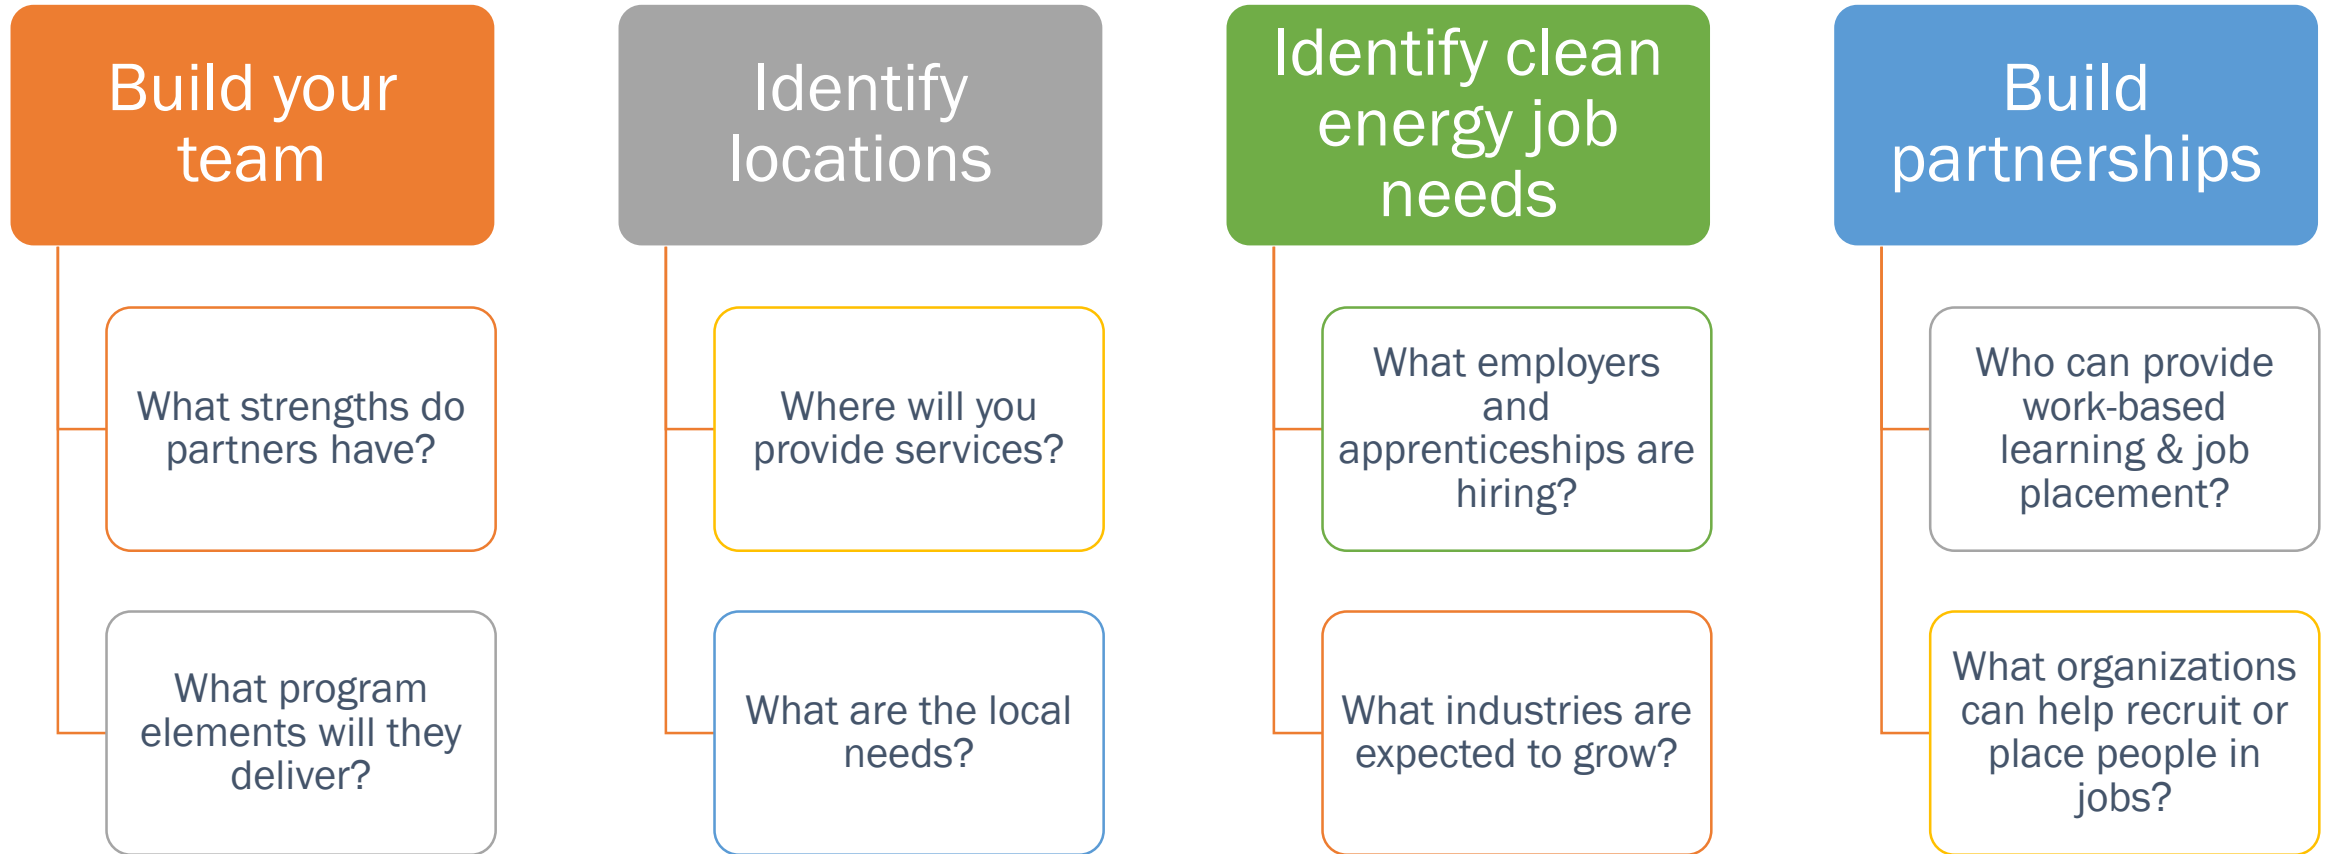 Build your
team
What strengths do
partners have?
What program
elements will they
deliver?
Identify
locations
Where will you
provide services?
What are the local
needs?
Identify clean
energy job
needs
What employers
and
apprenticeships are
hiring?
What industries are
expected to grow?
Build
partnerships
Who can provide
work-based
learning & job
placement?
What organizations
can help recruit or
place people in
jobs?